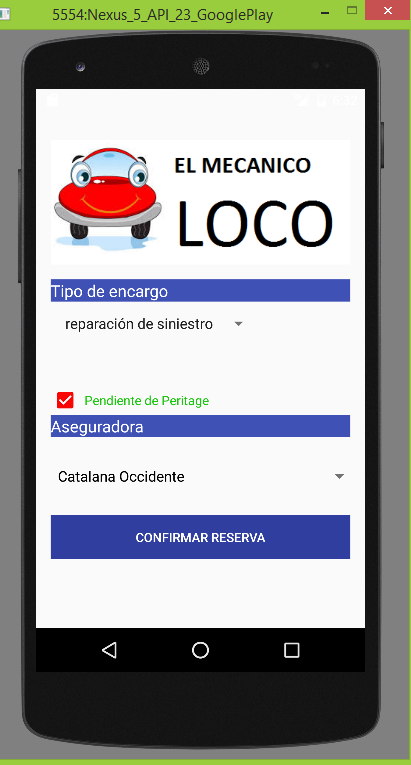 5554:Nexus_5_API_23_GooglePlay
EL MECANICO
LOCO
Tipo de encargo
reparación de siniestro
Pendiente de Peritage
Aseguradora
Catalana Occidente
CONFIRMAR RESERVA